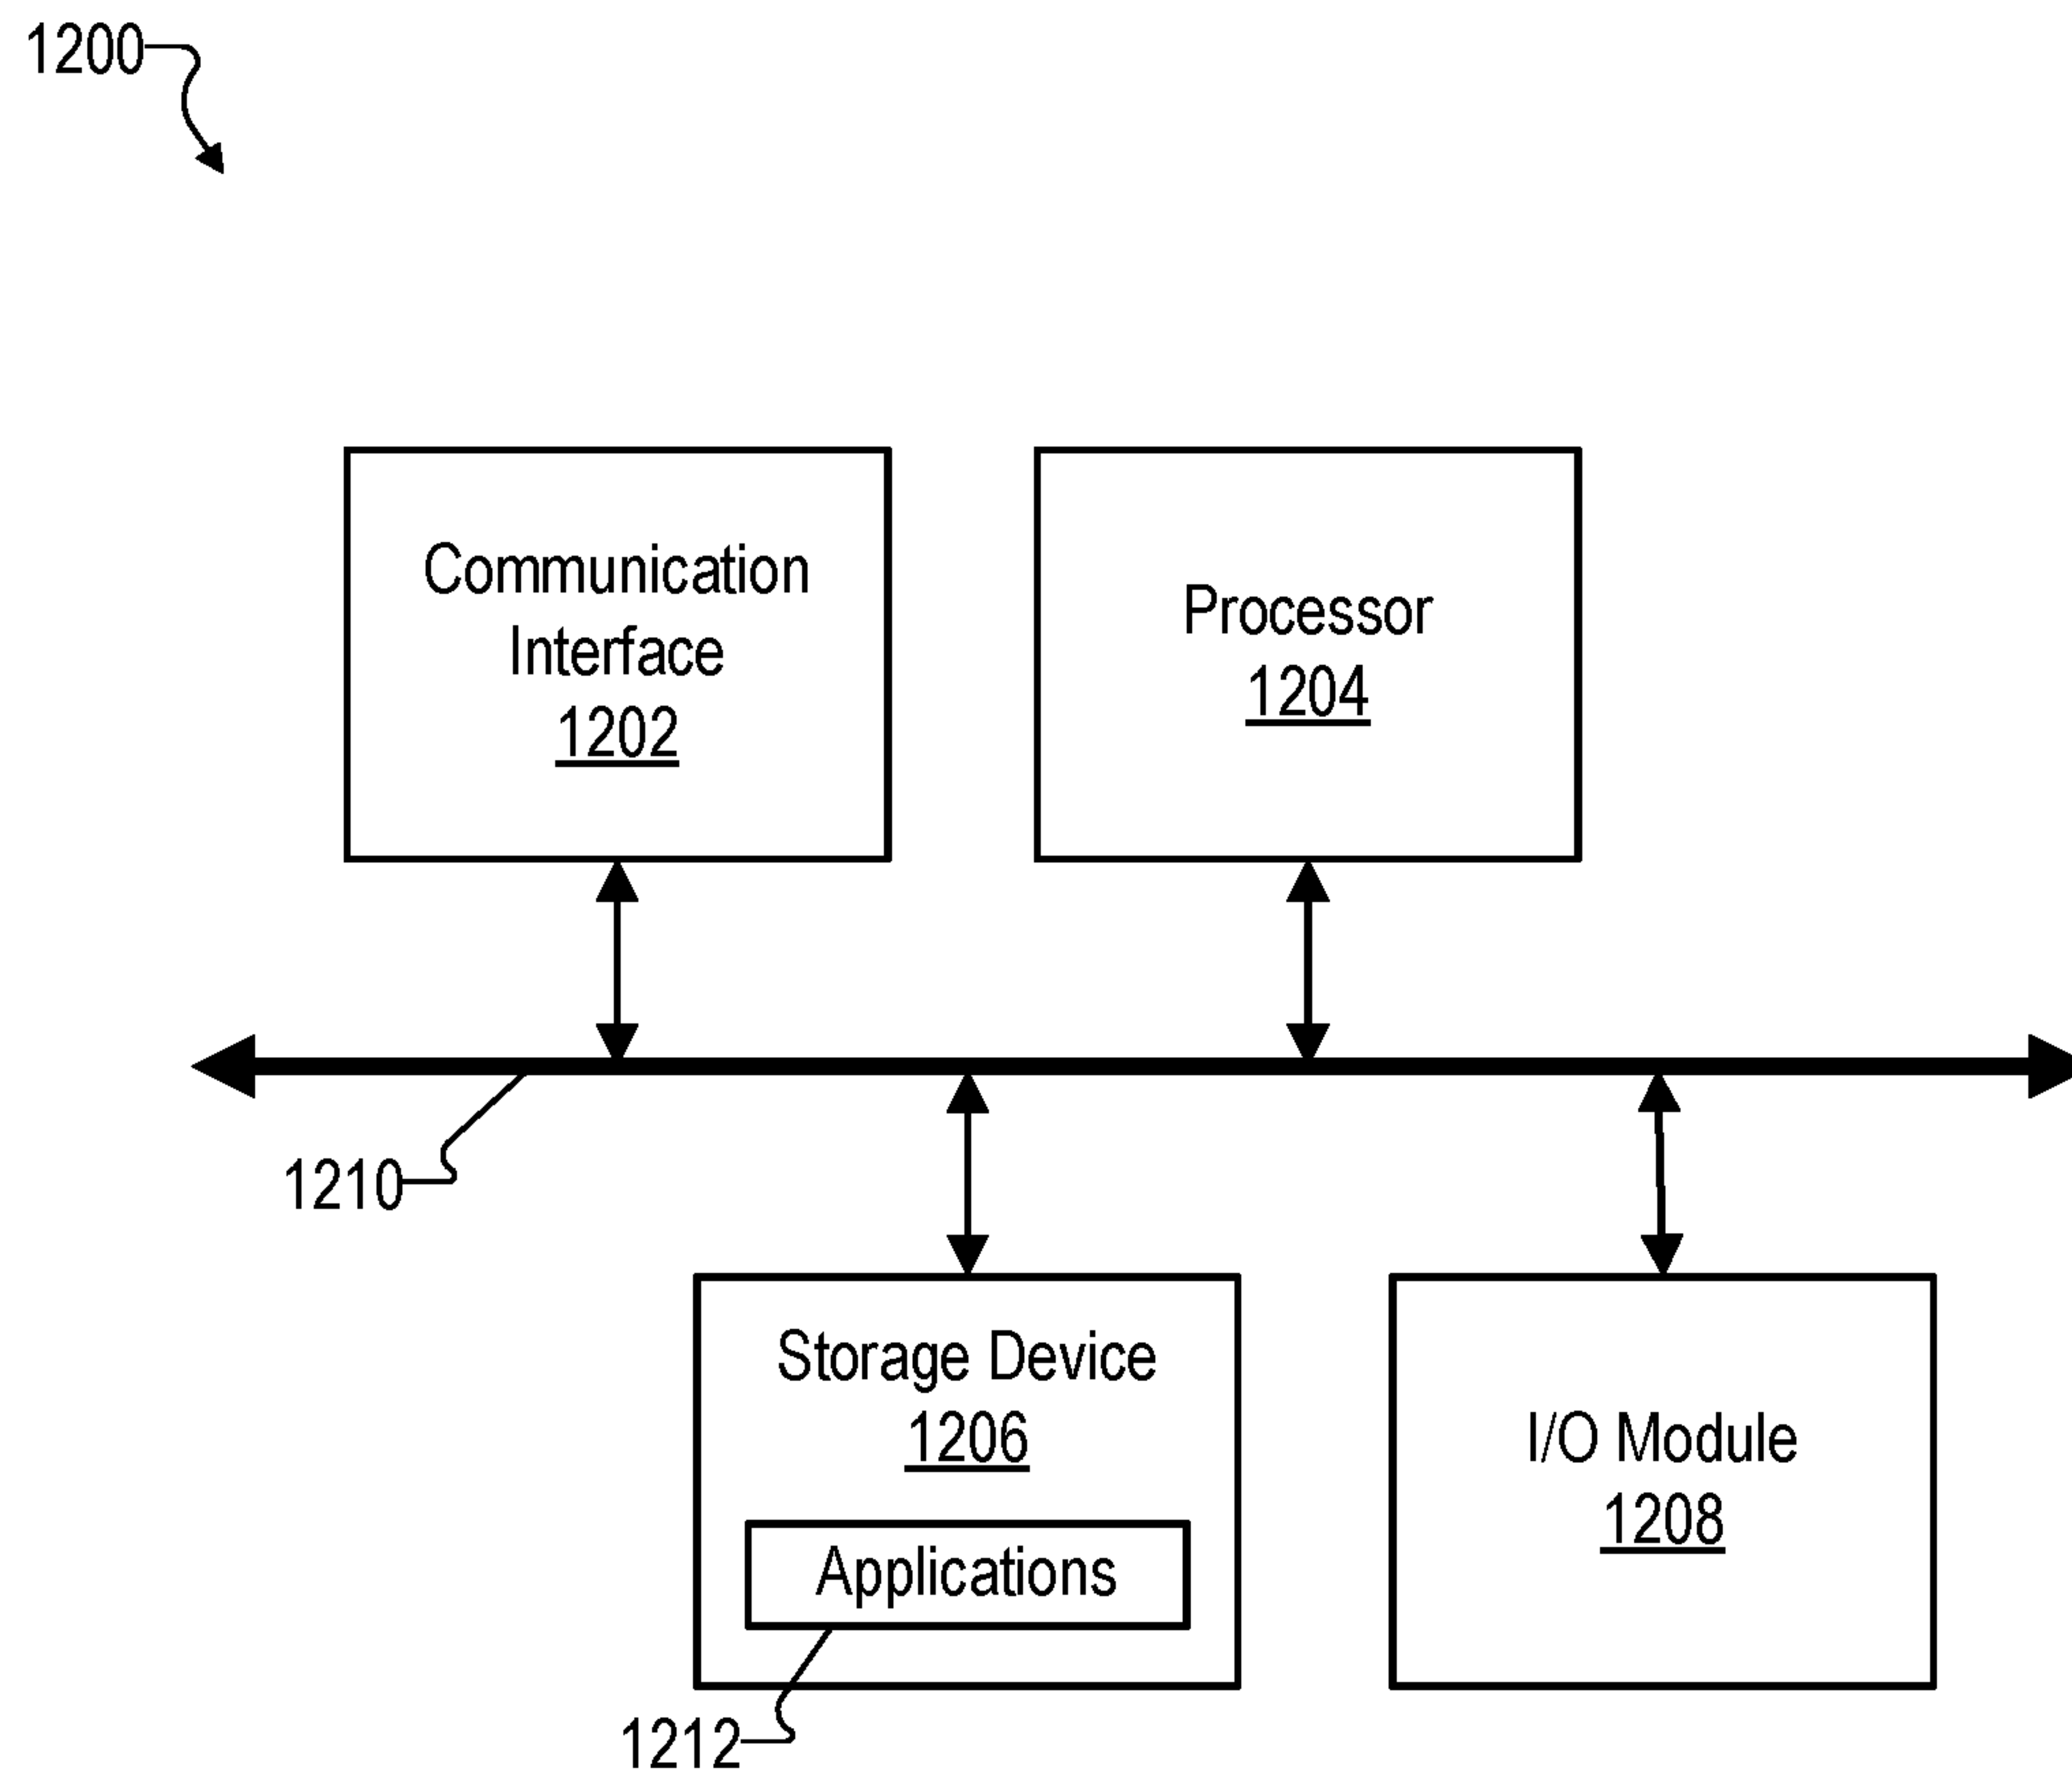 1200
Communication
Interface
1202
Processor
1204
1210
Storage Device
1206
Applications
1212
I/O Module
1208